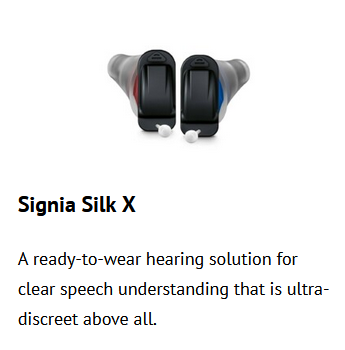 Signia Silk X
A ready-to-wear hearing solution for
clear speech understanding that is ultra-
discreet above all.